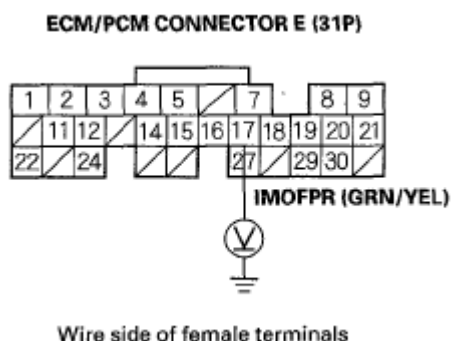 ECM/PCM CONNECTOR E (31P)
1 2 3 4 5 7 8 9
11 12 14 15 16 17 18 19 20 21
22 24 27 29 30
IMOFPR (GRN/YEL)
V
Wire side of female terminals